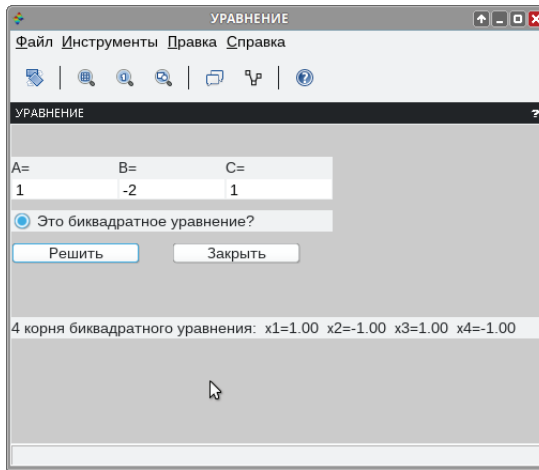 УРАВНЕНИЕ
Файл Инструменты Правка Справка
УРАВНЕНИЕ ?
A= B= C=
1 -2 1
Это биквадратное уравнение?
Решить Закрыть
4 корня биквадратного уравнения: x1=1.00 x2=-1.00 x3=1.00 x4=-1.00